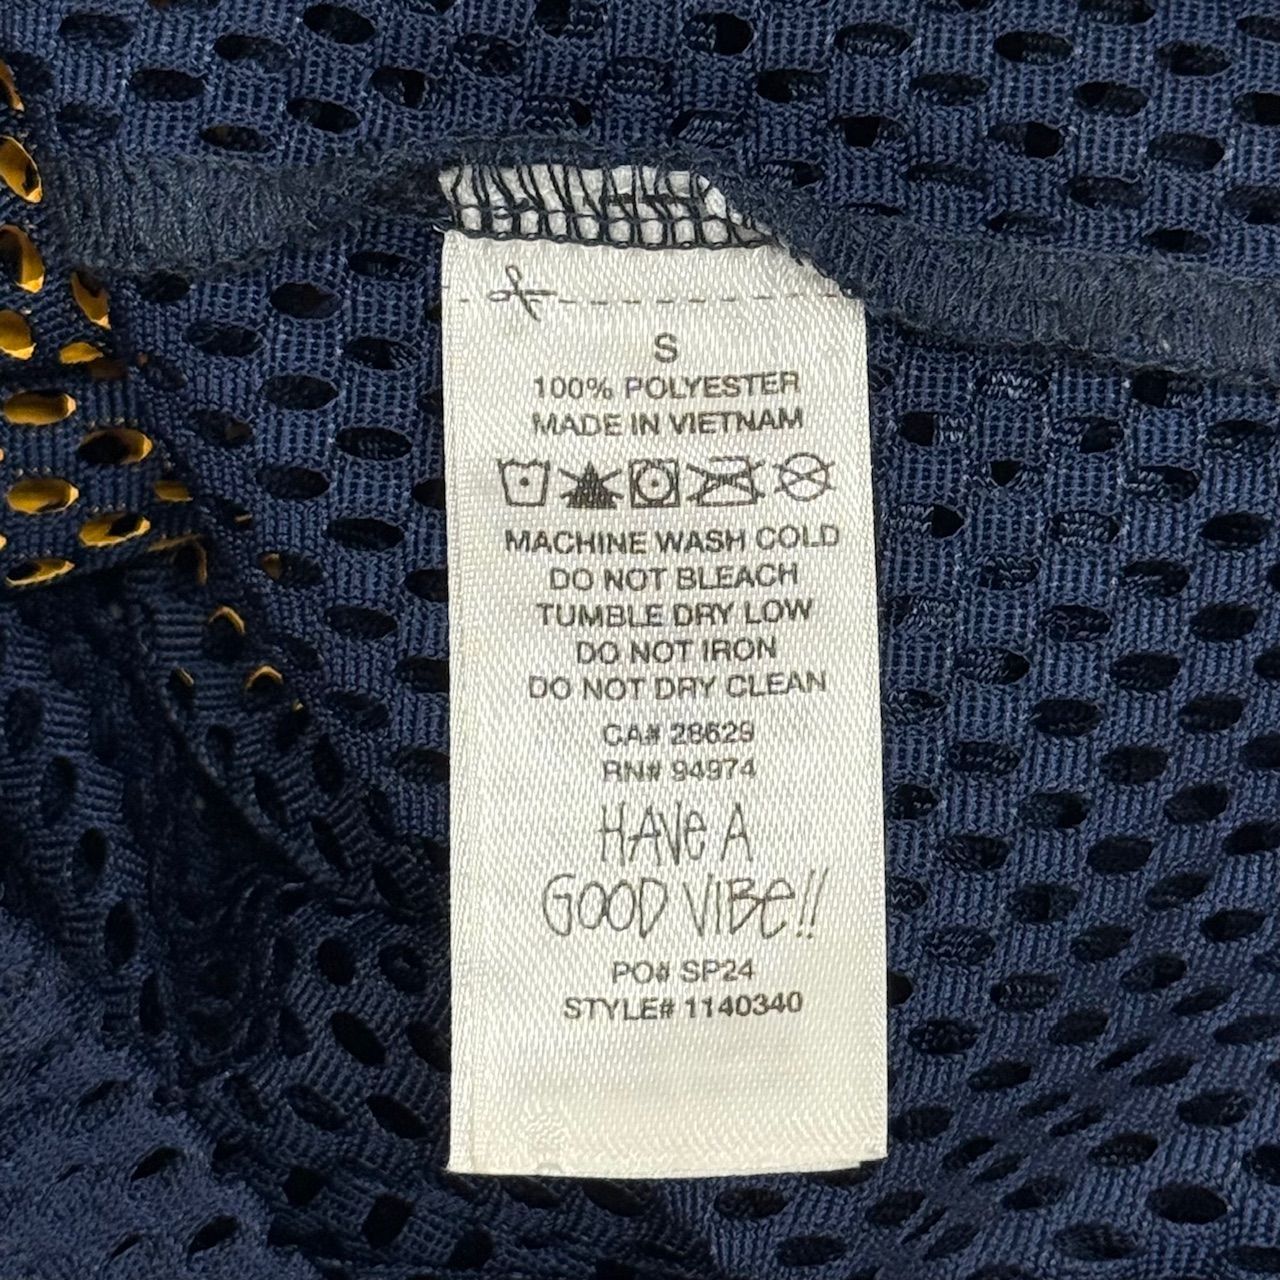 S
100% POLYESTER
MADE IN VIETNAM
MACHINE WASH COLD
DO NOT BLEACH
TUMBLE DRY LOW
DO NOT IRON
DO NOT DRY CLEAN
CA# 28629
RN# 94974
HAVe A
GOOD VIBe!!
PO# SP24
STYLE# 1140340